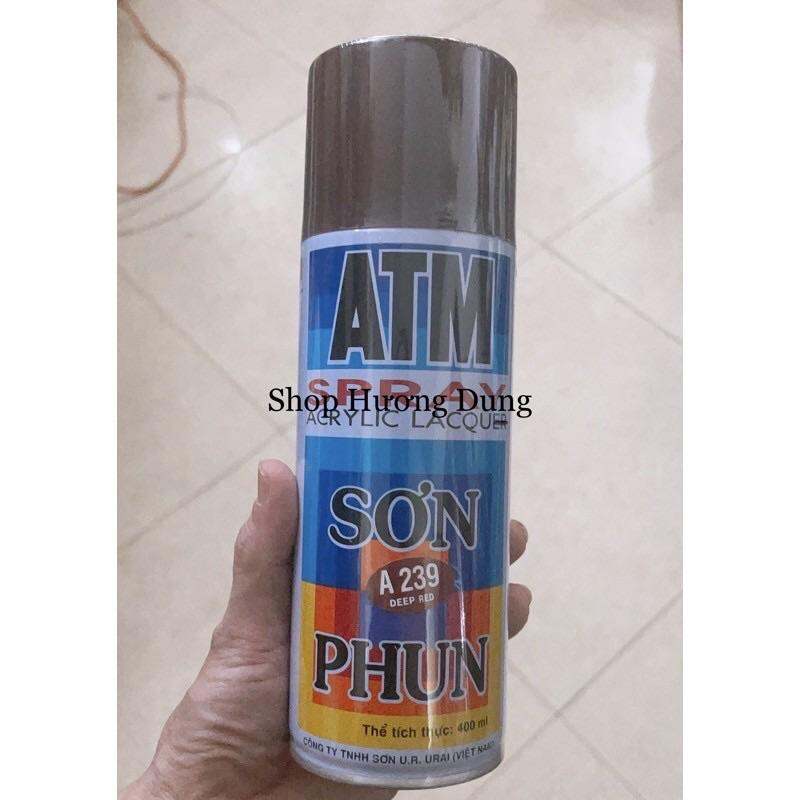 ATM
SPRAY
Shop Hương Dung
ACRYLIC LACQUER
SƠN
A 239
DEEP RED
PHUN
Thể tích thực: 400 ml
CÔNG TY TNHH SƠN U.R. URAI (VIỆT NAM)